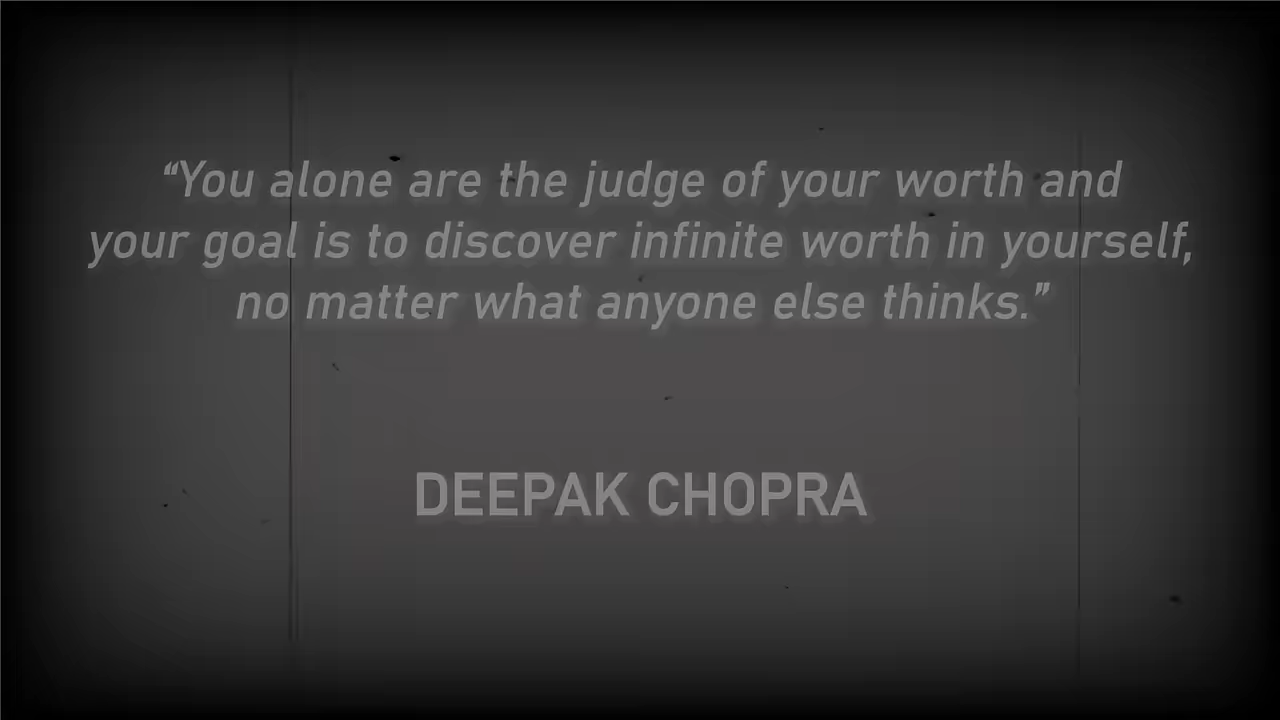 “You alone are the judge of your worth and
your goal is to discover infinite worth in yourself,
no matter what anyone else thinks.”
DEEPAK CHOPRA